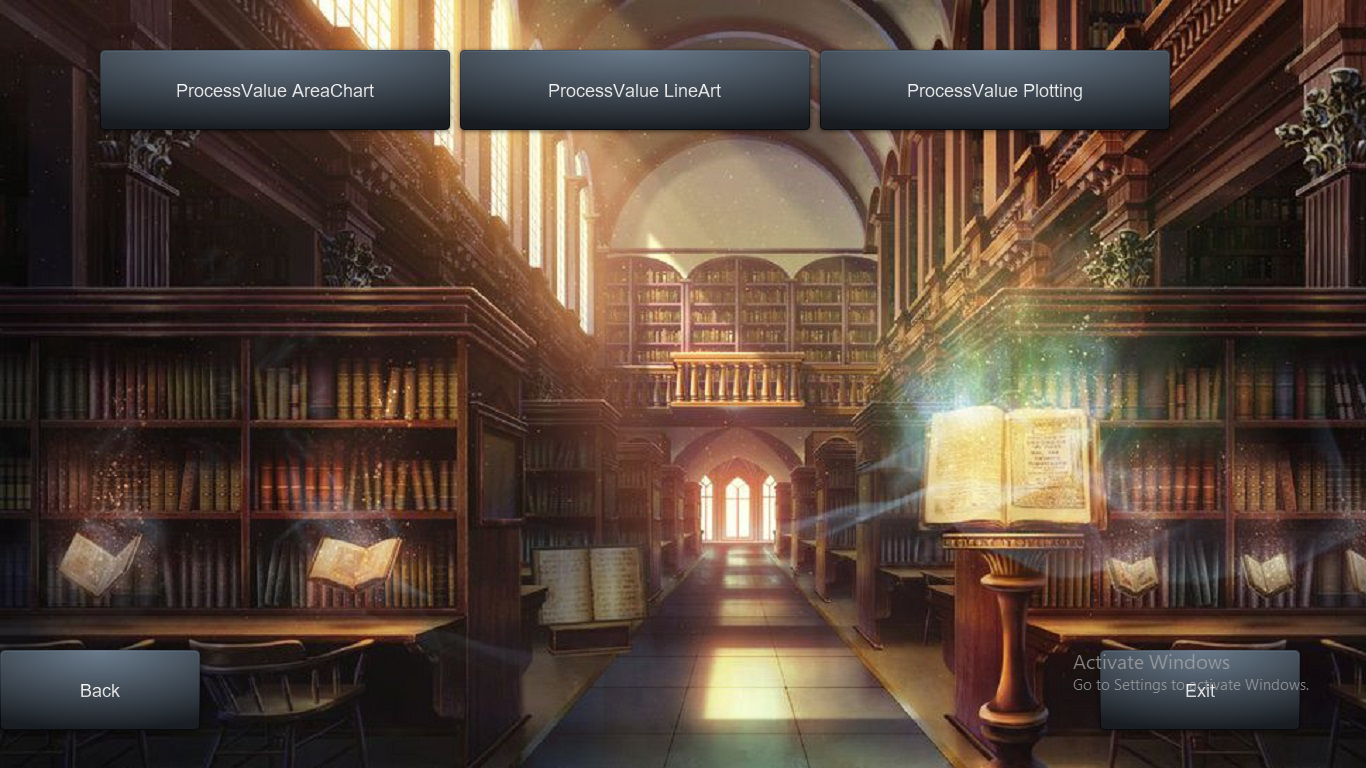 ProcessValue AreaChart
ProcessValue LineArt
ProcessValue Plotting
Back
Activate Windows
Go to Settings to activate Windows.
Exit